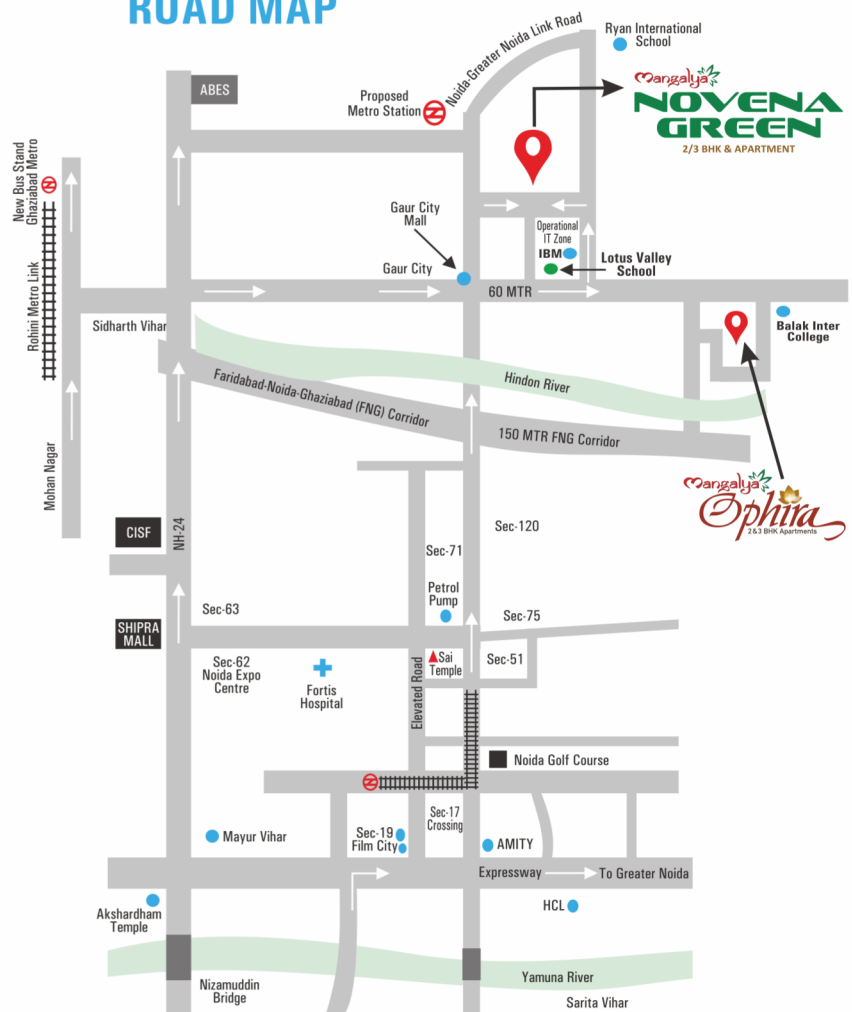 ROAD MAP
Noida-Greater Noida Link Road
Ryan International
School
ABES
Proposed
Metro Station
Mangalya
NOVENA
GREEN
2/3 BHK & APARTMENT
New Bus Stand
Ghaziabad Metro
Gaur City
Mall
Operational
IT Zone
IBM
Lotus Valley
School
Gaur City
60 MTR
Rohini Metro Link
Sidharth Vihar
Balak Inter
College
Hindon River
Faridabad-Noida-Ghaziabad (FNG) Corridor
150 MTR FNG Corridor
Mohan Nagar
Mangalya
Ophira
2&3 BHK Apartments
CISF
NH-24
Sec-120
Sec-71
Petrol
Pump
Sec-63
Sec-75
SHIPRA
MALL
Sec-62
Noida Expo
Centre
Fortis
Hospital
Elevated Road
Sai
Temple
Sec-51
Noida Golf Course
Sec-17
Crossing
Mayur Vihar
Sec-19
Film City
AMITY
Expressway
To Greater Noida
Akshardham
Temple
HCL
Yamuna River
Nizamuddin
Bridge
Sarita Vihar